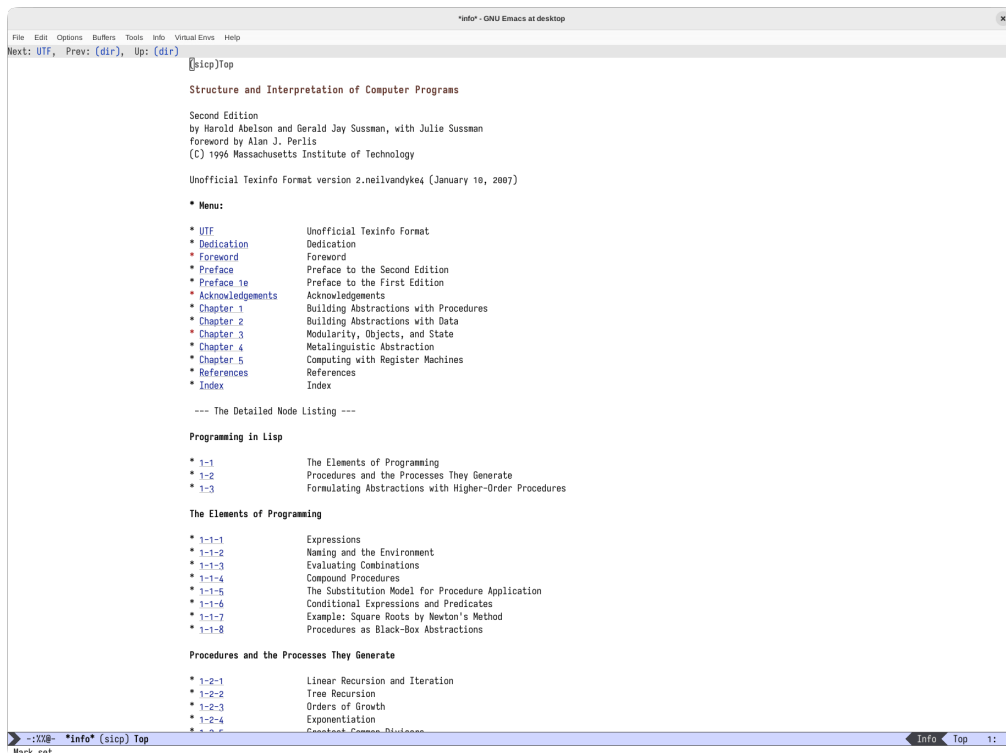 *info* - GNU Emacs at desktop
File Edit Options Buffers Tools Info Virtual Envs Help
Next: UTF, Prev: (dir), Up: (dir)
(sicp)Top
Structure and Interpretation of Computer Programs
Second Edition
by Harold Abelson and Gerald Jay Sussman, with Julie Sussman
foreword by Alan J. Perlis
(C) 1996 Massachusetts Institute of Technology
Unofficial Texinfo Format version 2.neilvandyke4 (January 10, 2007)
* Menu:
* UTF Unofficial Texinfo Format
* Dedication Dedication
* Foreword Foreword
* Preface Preface to the Second Edition
* Preface 1e Preface to the First Edition
* Acknowledgements Acknowledgements
* Chapter 1 Building Abstractions with Procedures
* Chapter 2 Building Abstractions with Data
* Chapter 3 Modularity, Objects, and State
* Chapter 4 Metalinguistic Abstraction
* Chapter 5 Computing with Register Machines
* References References
* Index Index
--- The Detailed Node Listing ---
Programming in Lisp
* 1-1 The Elements of Programming
* 1-2 Procedures and the Processes They Generate
* 1-3 Formulating Abstractions with Higher-Order Procedures
The Elements of Programming
* 1-1-1 Expressions
* 1-1-2 Naming and the Environment
* 1-1-3 Evaluating Combinations
* 1-1-4 Compound Procedures
* 1-1-5 The Substitution Model for Procedure Application
* 1-1-6 Conditional Expressions and Predicates
* 1-1-7 Example: Square Roots by Newton's Method
* 1-1-8 Procedures as Black-Box Abstractions
Procedures and the Processes They Generate
* 1-2-1 Linear Recursion and Iteration
* 1-2-2 Tree Recursion
* 1-2-3 Orders of Growth
* 1-2-4 Exponentiation
* 1-2-5 Greatest Common Divisors
-:%%@- *info* (sicp) Top Info Top 1:
Mark set